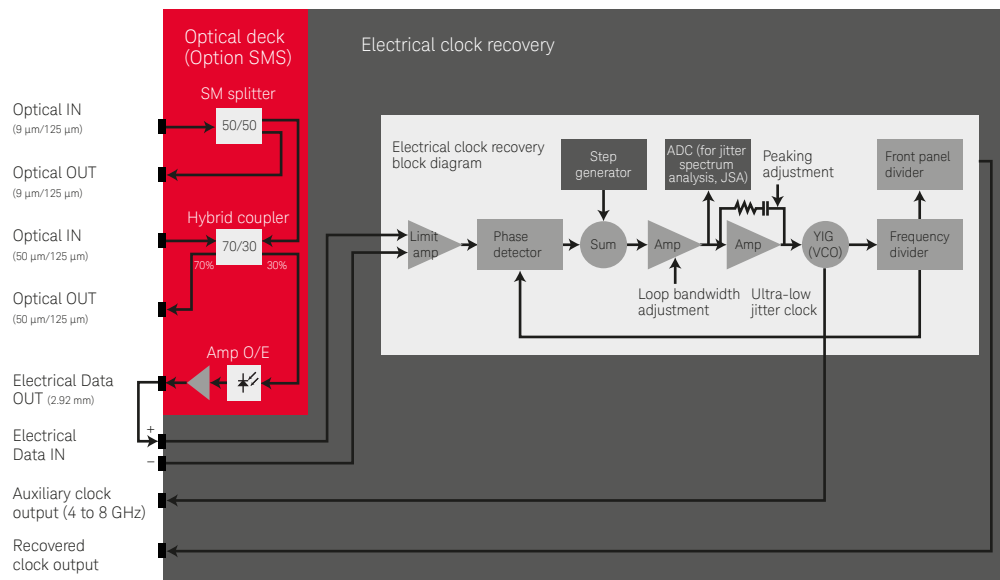 Optical deck
(Option SMS)
Electrical clock recovery
SM splitter
50/50
Optical IN
(9 µm/125 µm)
Optical OUT
(9 µm/125 µm)
Hybrid coupler
70/30
70%
30%
Optical IN
(50 µm/125 µm)
Optical OUT
(50 µm/125 µm)
Amp O/E
Electrical Data
OUT (2.92 mm)
+
Electrical
Data IN
–
Auxiliary clock
output (4 to 8 GHz)
Recovered
clock output
Electrical clock recovery
block diagram
Step
generator
ADC (for jitter
spectrum
analysis, JSA)
Peaking
adjustment
Front panel
divider
Limit
amp
Phase
detector
Sum
Amp
Amp
YIG
(VCO)
Frequency
divider
Loop bandwidth
adjustment
Ultra-low
jitter clock